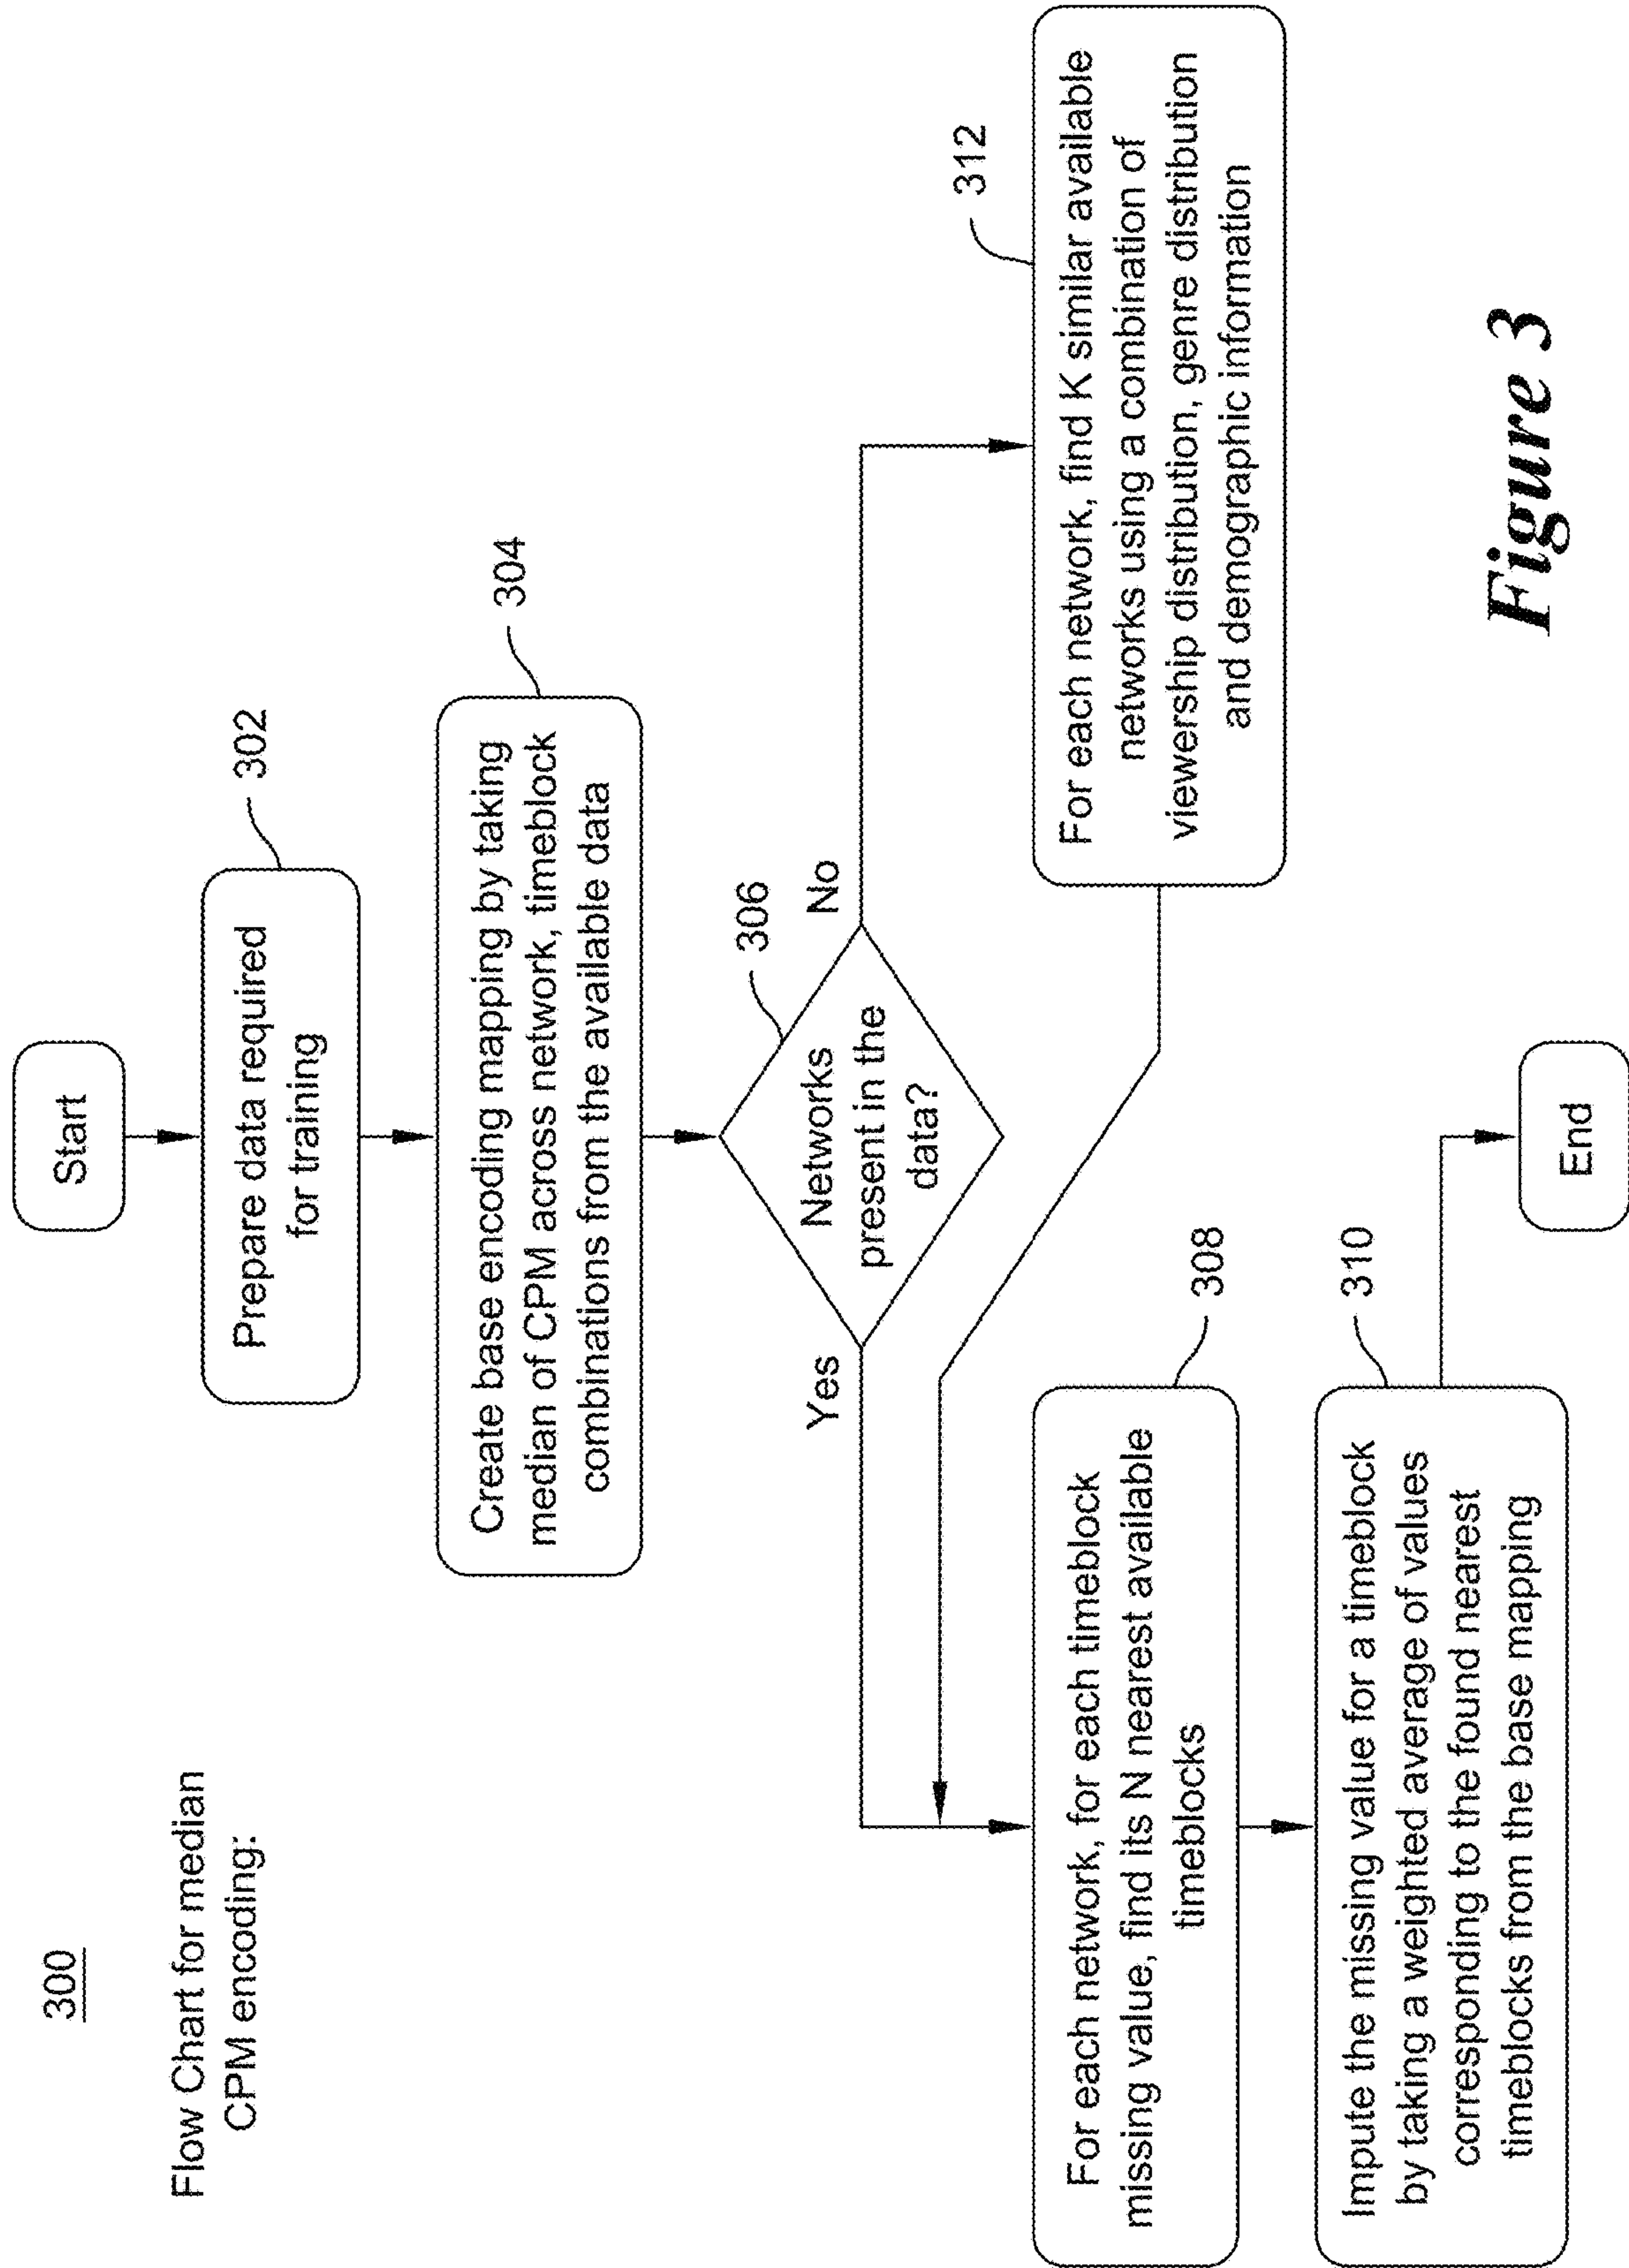 300
Flow Chart for median
CPM encoding:
Start
302
Prepare data required
for training
304
Create base encoding mapping by taking
median of CPM across network, timeblock
combinations from the available data
306
Networks
present in the
data?
Yes
No
308
For each network, for each timeblock
missing value, find its N nearest available
timeblocks
310
Impute the missing value for a timeblock
by taking a weighted average of values
corresponding to the found nearest
timeblocks from the base mapping
312
For each network, find K similar available
networks using a combination of
viewership distribution, genre distribution
and demographic information
End
Figure 3